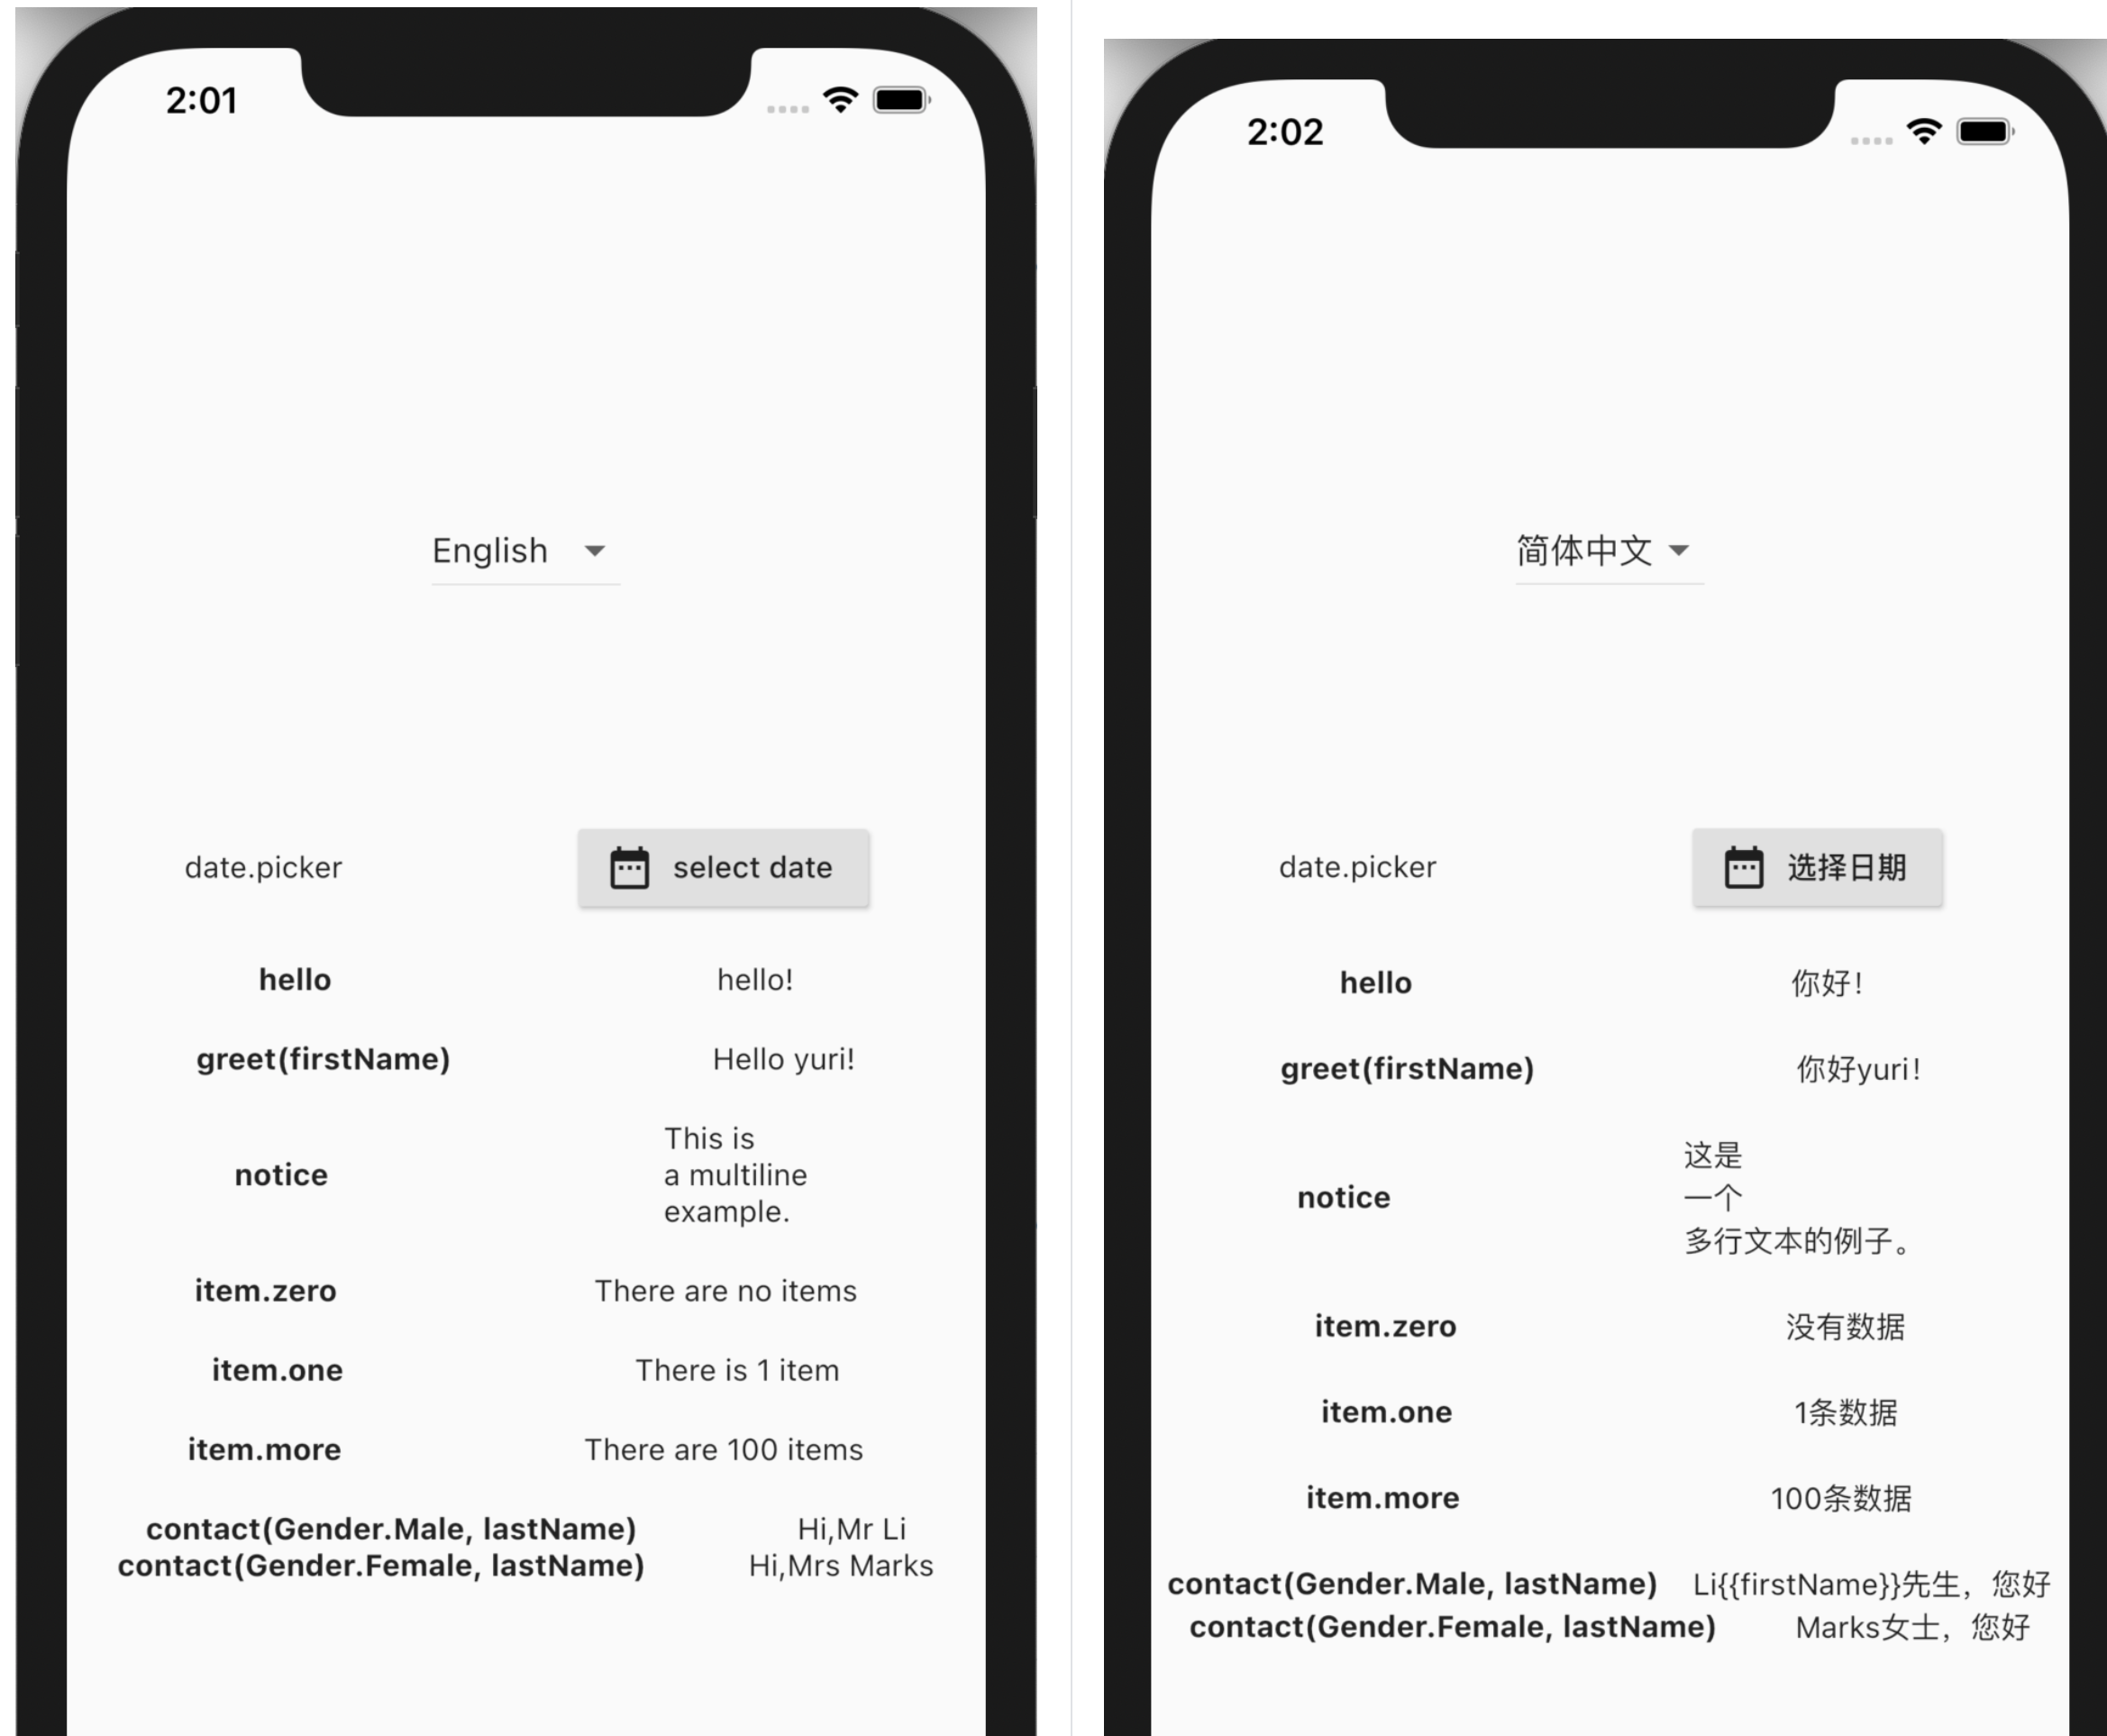 2:01
English
date.picker select date
hello hello!
greet(firstName) Hello yuri!
This is
notice a multiline
example.
item.zero There are no items
item.one There is 1 item
item.more There are 100 items
contact(Gender.Male, lastName) Hi,Mr Li
contact(Gender.Female, lastName) Hi,Mrs Marks
2:02
简体中文
date.picker 选择日期
hello 你好！
greet(firstName) 你好yuri！
这是
notice 一个
多行文本的例子。
item.zero 没有数据
item.one 1条数据
item.more 100条数据
contact(Gender.Male, lastName) Li{{firstName}}先生，您好
contact(Gender.Female, lastName) Marks女士，您好